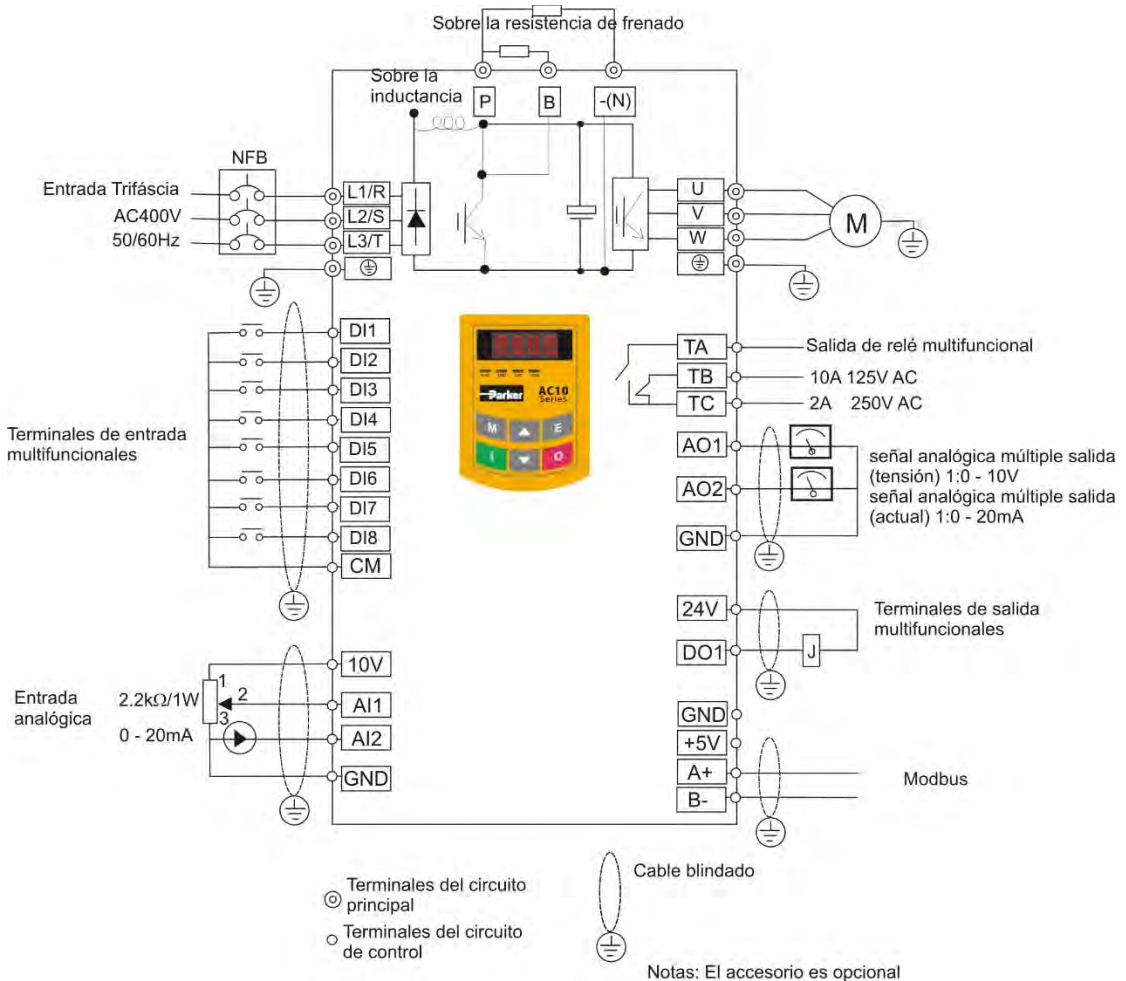 Sobre la resistencia de frenado
Sobre la
inductancia
P
B
-(N)
NFB
Entrada Trifáscia
AC400V
50/60Hz
L1/R
L2/S
L3/T
U
V
W
M
DI1
DI2
DI3
DI4
DI5
DI6
DI7
DI8
CM
Terminales de entrada
multifuncionales
8.8.8.8.
Parker
AC10
Series
M
E
I
O
TA
TB
TC
Salida de relé multifuncional
10A 125V AC
2A 250V AC
AO1
AO2
GND
señal analógica múltiple salida
(tensión) 1:0 - 10V
señal analógica múltiple salida
(actual) 1:0 - 20mA
24V
DO1
J
Terminales de salida
multifuncionales
10V
AI1
AI2
GND
1
2
3
Entrada
analógica
2.2kΩ/1W
0 - 20mA
GND
+5V
A+
B-
Modbus
Terminales del circuito
principal
Terminales del circuito
de control
Cable blindado
Notas: El accesorio es opcional